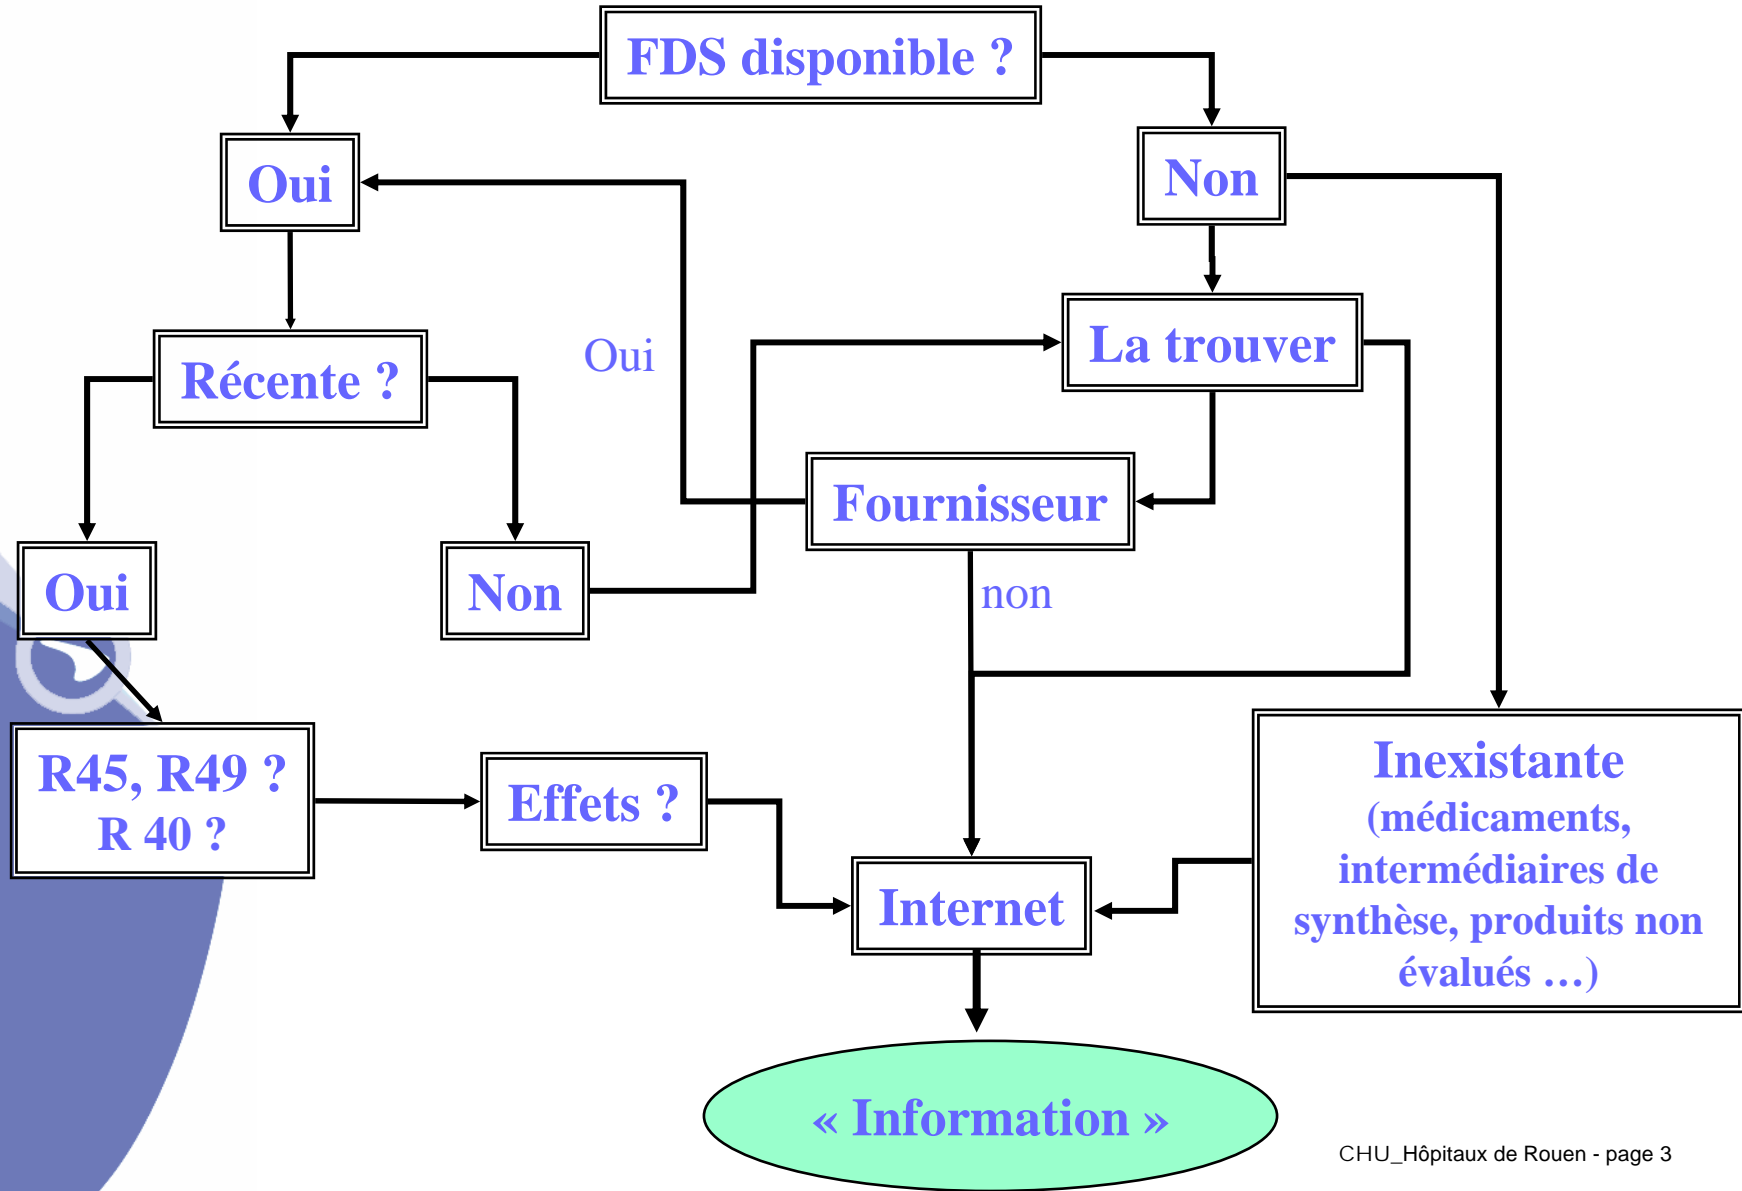 FDS disponible ?
Oui
Non
Oui
La trouver
Récente ?
Fournisseur
Oui
Non
non
R45, R49 ?
R 40 ?
Effets ?
Inexistante
(médicaments,
intermédiaires de
synthèse, produits non
évalués …)
Internet
« Information »
CHU_Hôpitaux de Rouen - page 3